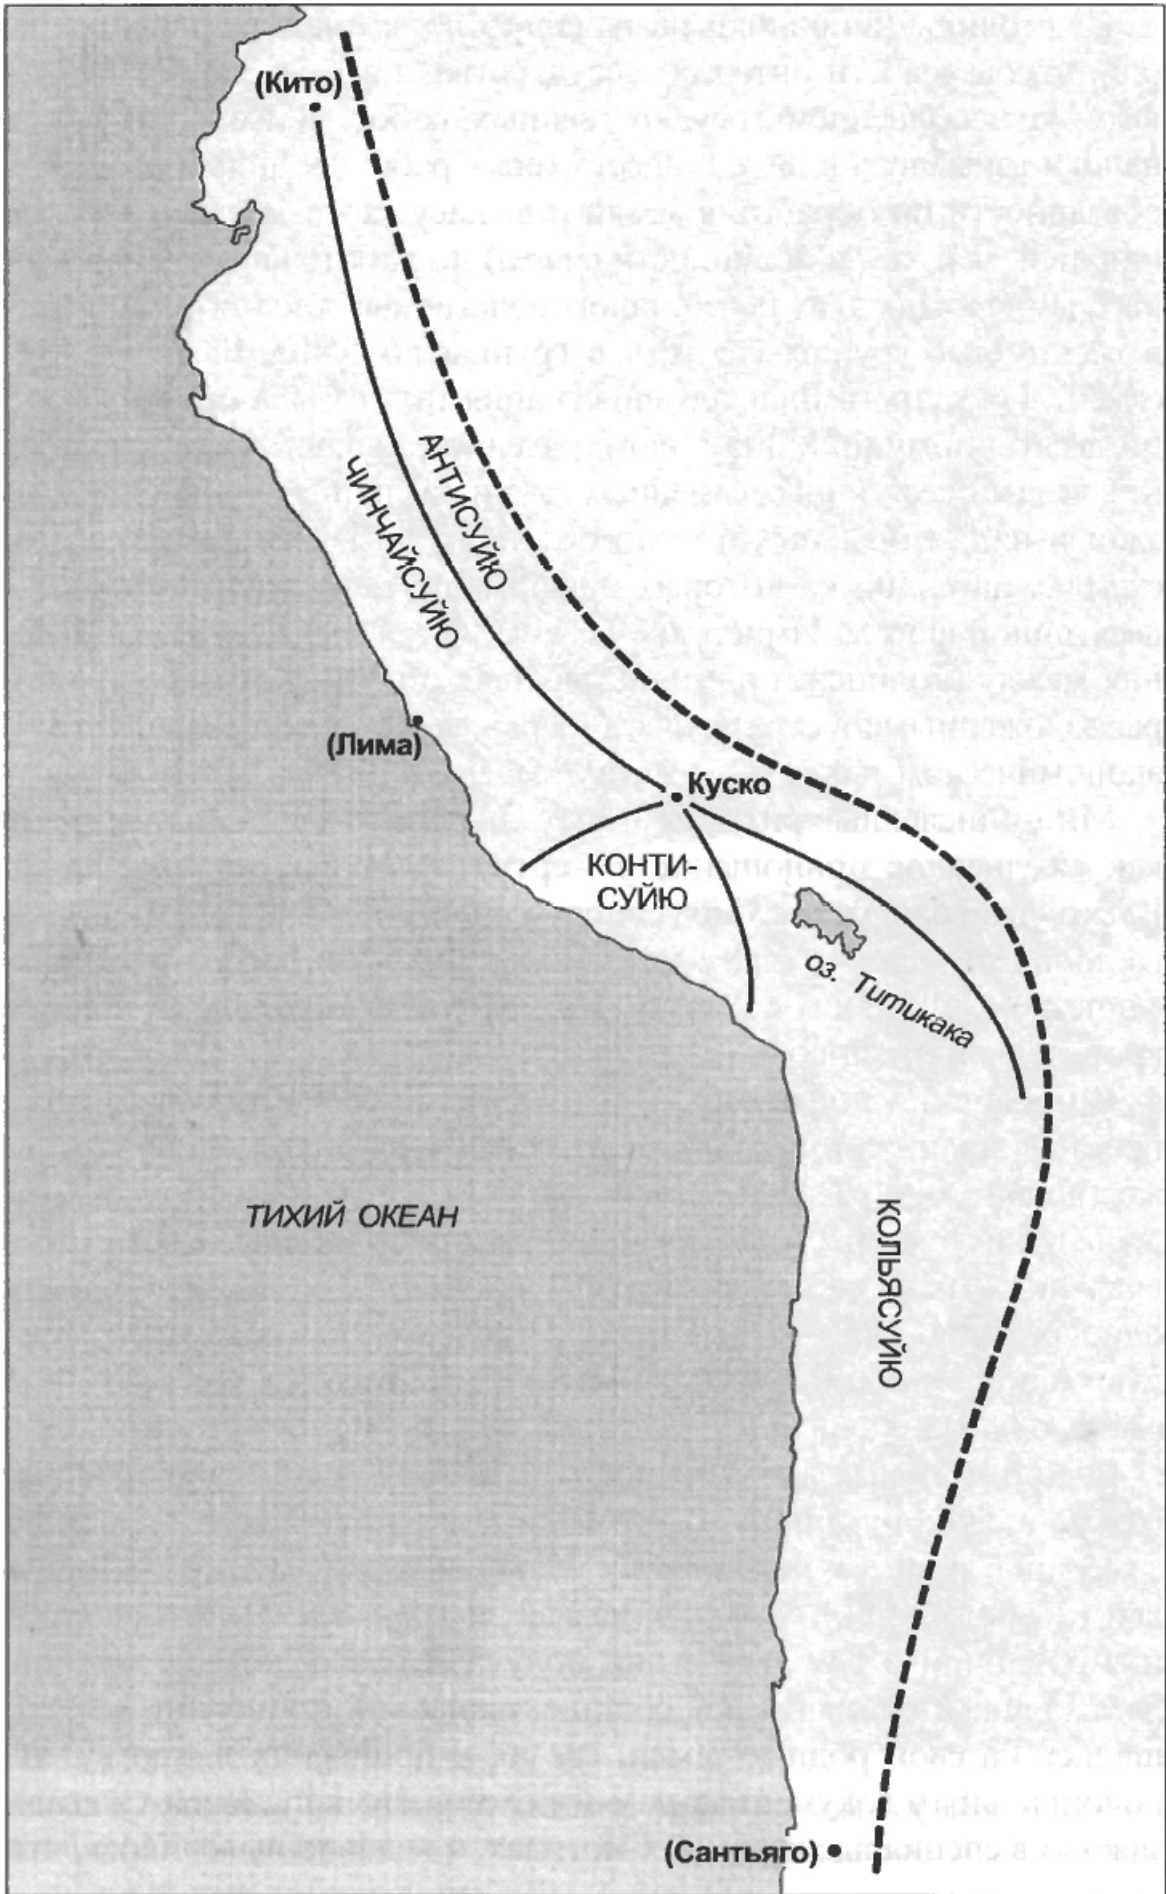 (Кито)
АНТИСУЙЮ
ЧИНЧАЙСУЙЮ
(Лима)
Куско
КОНТИ-
СУЙЮ
оз. Титикака
ТИХИЙ ОКЕАН
КОЛЬЯСУЙЮ
(Сантьяго)